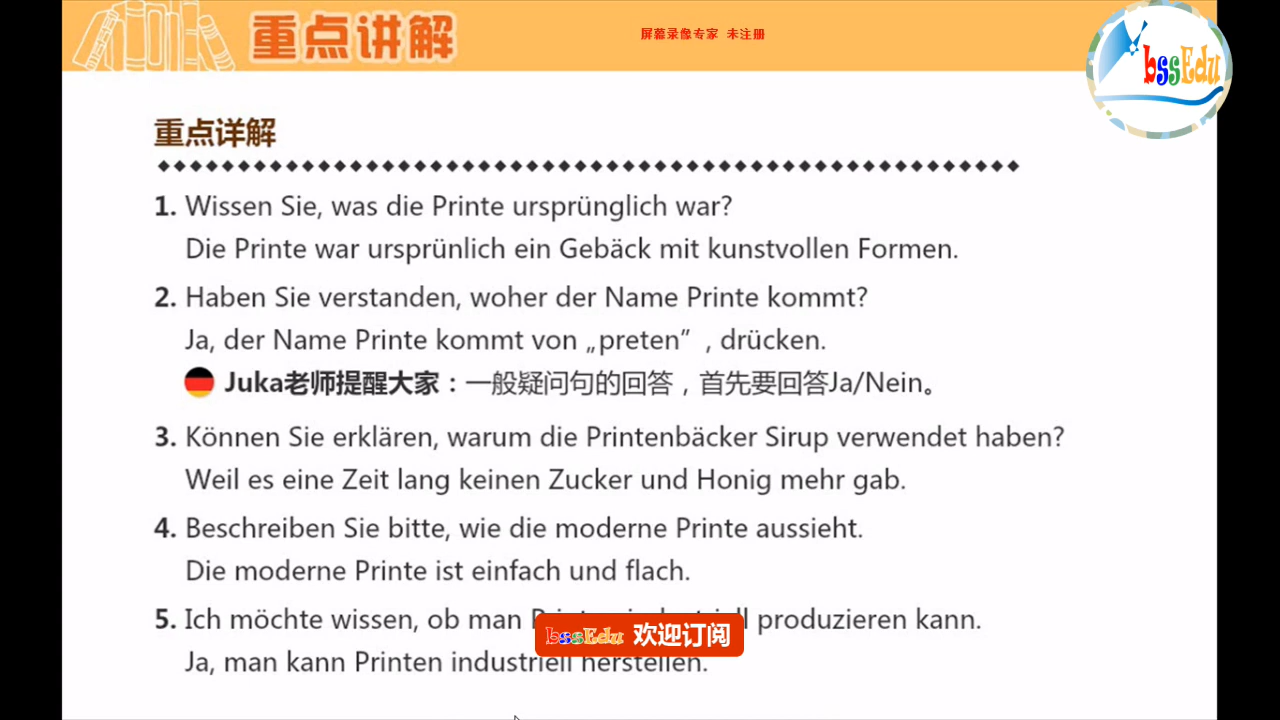 重点讲解
屏幕录像专家 未注册
bssEdu
重点详解
1. Wissen Sie, was die Printe ursprünglich war?
Die Printe war ursprünlich ein Gebäck mit kunstvollen Formen.
2. Haben Sie verstanden, woher der Name Printe kommt?
Ja, der Name Printe kommt von „preten” , drücken.
Juka老师提醒大家：一般疑问句的回答，首先要回答Ja/Nein。
3. Können Sie erklären, warum die Printenbäcker Sirup verwendet haben?
Weil es eine Zeit lang keinen Zucker und Honig mehr gab.
4. Beschreiben Sie bitte, wie die moderne Printe aussieht.
Die moderne Printe ist einfach und flach.
5. Ich möchte wissen, ob man Printen industriell produzieren kann.
bssEdu 欢迎订阅
Ja, man kann Printen industriell herstellen.